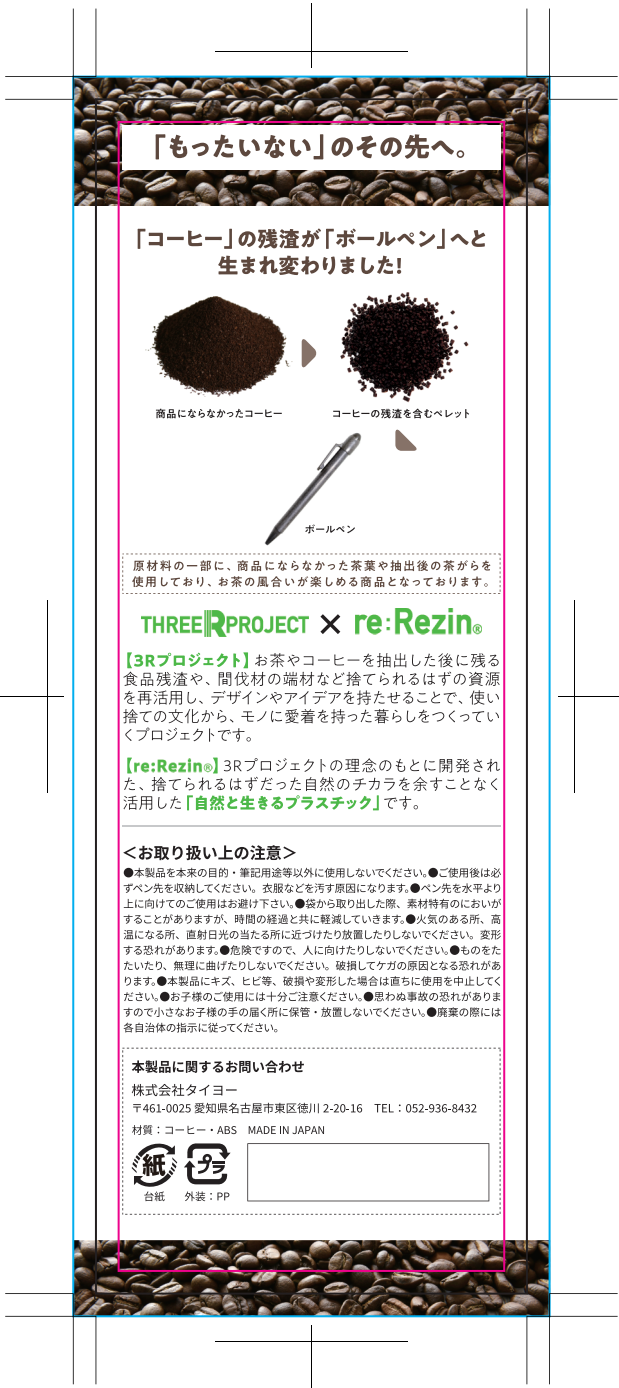 「もったいない」のその先へ。
「コーヒー」の残渣が「ボールペン」へと
生まれ変わりました!
商品にならなかったコーヒー
コーヒーの残渣を含むペレット
ボールペン
原材料の一部に、商品にならなかった茶葉や抽出後の茶がらを
使用しており、お茶の風合いが楽しめる商品となっております。
THREE R PROJECT × re:Rezin®
【3Rプロジェクト】お茶やコーヒーを抽出した後に残る
食品残渣や、間伐材の端材など捨てられるはずの資源
を再活用し、デザインやアイデアを持たせることで、使い
捨ての文化から、モノに愛着を持った暮らしをつくってい
くプロジェクトです。
【re:Rezin®】3Rプロジェクトの理念のもとに開発され
た、捨てられるはずだった自然のチカラを余すことなく
活用した「自然と生きるプラスチック」です。
＜お取り扱い上の注意＞
●本製品を本来の目的・筆記用途等以外に使用しないでください。●ご使用後は必
ずペン先を収納してください。衣服などを汚す原因になります。●ペン先を水平より
上に向けてのご使用はお避け下さい。●袋から取り出した際、素材特有のにおいが
することがありますが、時間の経過と共に軽減していきます。●火気のある所、高
温になる所、直射日光の当たる所に近づけたり放置したりしないでください。変形
する恐れがあります。●危険ですので、人に向けたりしないでください。●ものをた
たいたり、無理に曲げたりしないでください。破損してケガの原因となる恐れがあ
ります。●本製品にキズ、ヒビ等、破損や変形した場合は直ちに使用を中止してく
ださい。●お子様のご使用には十分ご注意ください。●思わぬ事故の恐れがありま
すので小さなお子様の手の届く所に保管・放置しないでください。●廃棄の際には
各自治体の指示に従ってください。
本製品に関するお問い合わせ
株式会社タイヨー
〒461-0025 愛知県名古屋市東区徳川 2-20-16　TEL：052-936-8432
材質：コーヒー・ABS　MADE IN JAPAN
紙 プラ
台紙 外装：PP